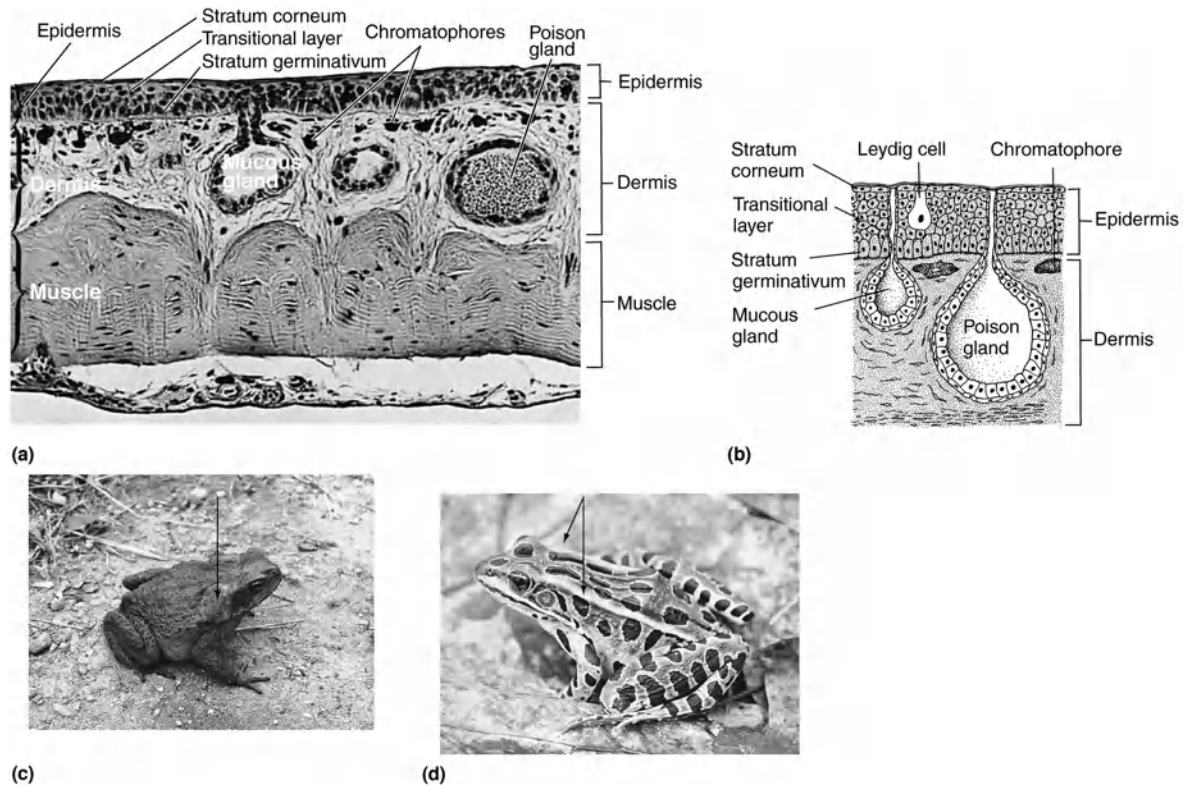 Epidermis
Stratum corneum
Transitional layer
Stratum germinativum
Chromatophores
Poison
gland
Epidermis
Mucous
gland
Dermis
Dermis
Muscle
Muscle
(a)
Stratum
corneum
Leydig cell
Chromatophore
Transitional
layer
Epidermis
Stratum
germinativum
Mucous
gland
Poison
gland
Dermis
(b)
(c)
(d)